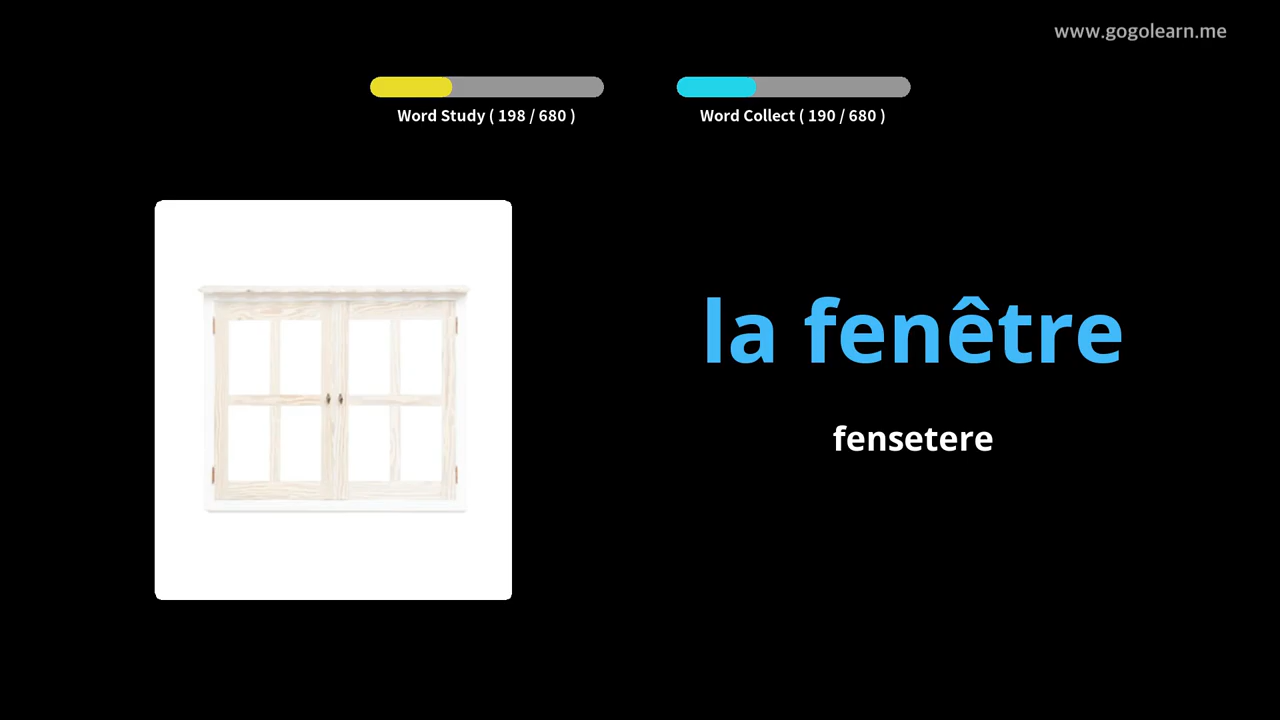 www.gogolearn.me
Word Study ( 198 / 680 )
Word Collect ( 190 / 680 )
la fenêtre
fensetere